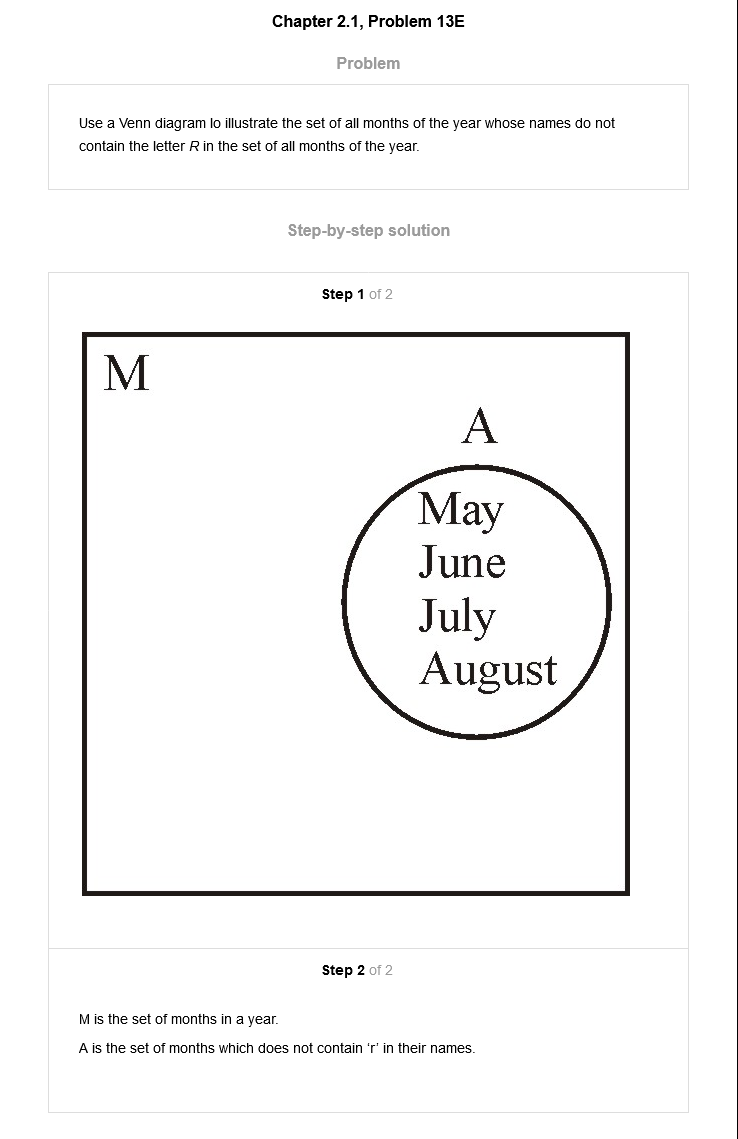 Chapter 2.1, Problem 13E
Problem
Use a Venn diagram lo illustrate the set of all months of the year whose names do not
contain the letter R in the set of all months of the year.
Step-by-step solution
Step 1 of 2
M
A
May
June
July
August
Step 2 of 2
M is the set of months in a year.
A is the set of months which does not contain ‘r’ in their names.